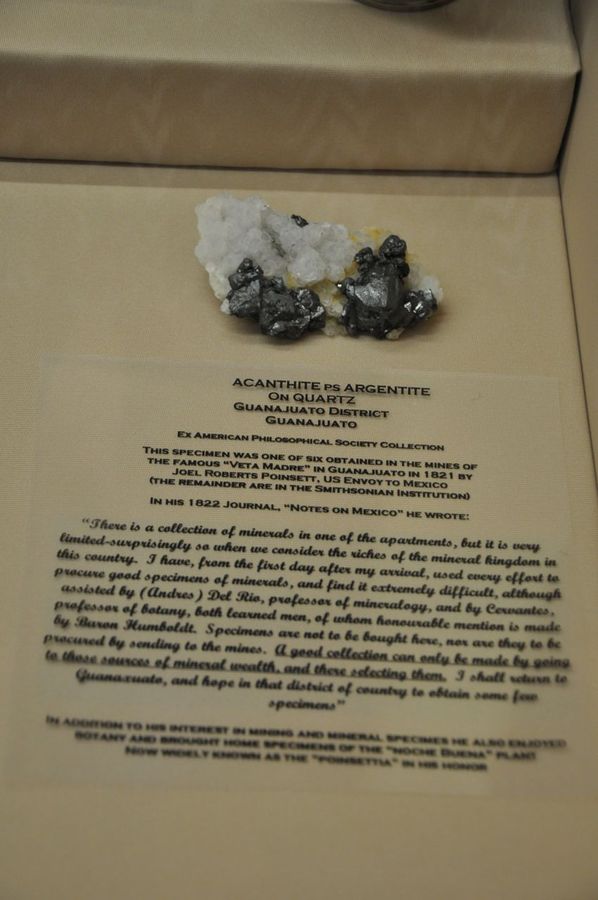 ACANTHITE PS ARGENTITE
ON QUARTZ
GUANAJUATO DISTRICT
GUANAJUATO
EX AMERICAN PHILOSOPHICAL SOCIETY COLLECTION
THIS SPECIMEN WAS ONE OF SIX OBTAINED IN THE MINES OF
THE FAMOUS "VETA MADRE" IN GUANAJUATO IN 1821 BY
JOEL ROBERTS POINSETT, US ENVOY TO MEXICO
(THE REMAINDER ARE IN THE SMITHSONIAN INSTITUTION)
IN HIS 1822 JOURNAL, "NOTES ON MEXICO" HE WROTE:
"There is a collection of minerals in one of the apartments, but it is very
limited-surprisingly so when we consider the riches of the mineral kingdom in
this country. I have, from the first day after my arrival, used every effort to
procure good specimens of minerals, and find it extremely difficult, although
assisted by (Andres) Del Rio, professor of mineralogy, and by Cervantes,
professor of botany, both learned men, of whom honourable mention is made
by Baron Humboldt. Specimens are not to be bought here, nor are they to be
procured by sending to the mines. A good collection can only be made by going
to those sources of mineral wealth, and there selecting them. I shall return to
Guanaxuato, and hope in that district of country to obtain some few
specimens"
IN ADDITION TO HIS INTEREST IN MINING AND MINERAL SPECIMES HE ALSO ENJOYED
BOTANY AND BROUGHT HOME SPECIMENS OF THE "NOCHE BUENA" PLANT
NOW WIDELY KNOWN AS THE "POINSETTIA" IN HIS HONOR